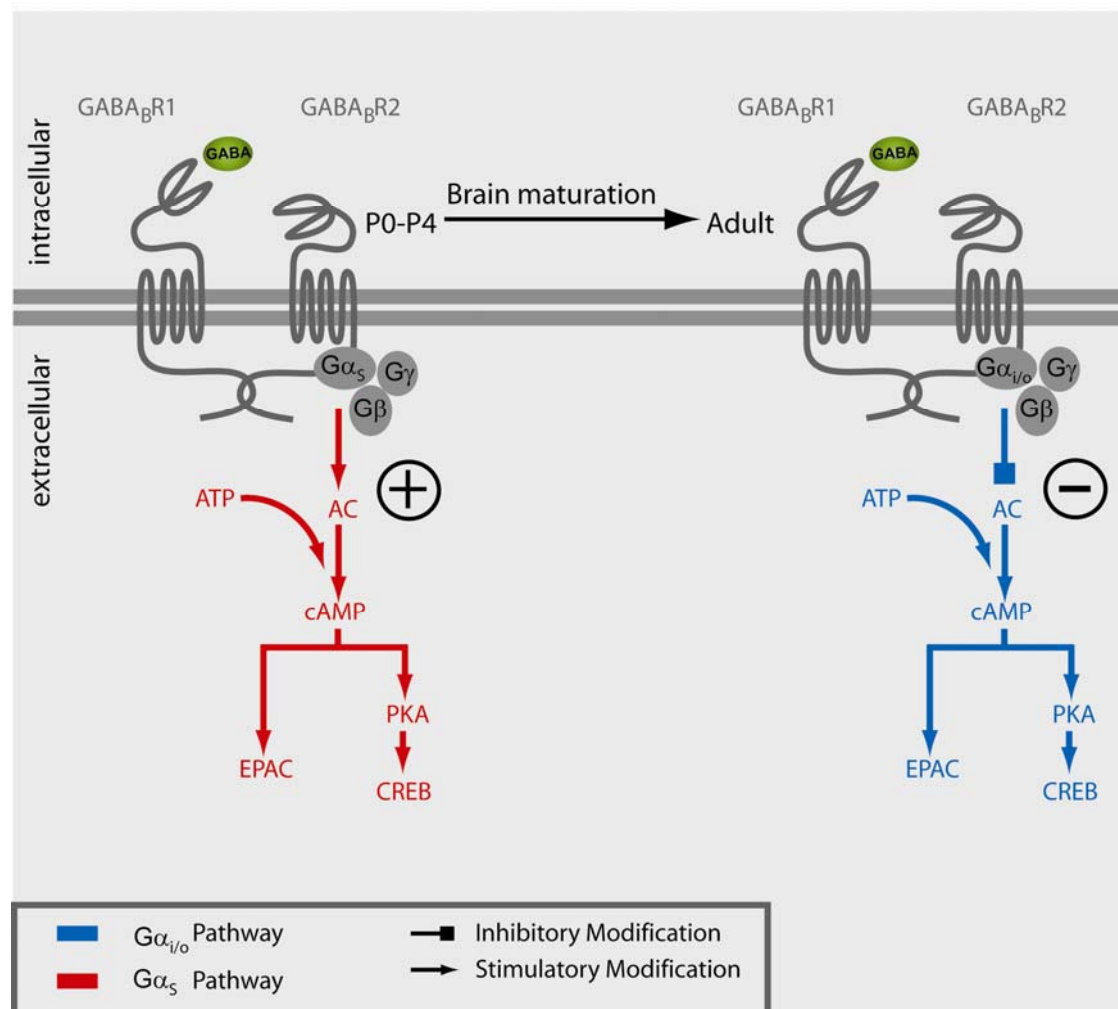 GABABR1
GABABR2
GABABR1
GABABR2
intracellular
GABA
GABA
Brain maturation
P0-P4
Adult
extracellular
GαS
Gγ
Gβ
Gαi/o
Gγ
Gβ
ATP
AC
+
ATP
AC
−
cAMP
cAMP
PKA
PKA
EPAC
CREB
EPAC
CREB
Gαi/o Pathway
Inhibitory Modification
GαS Pathway
Stimulatory Modification